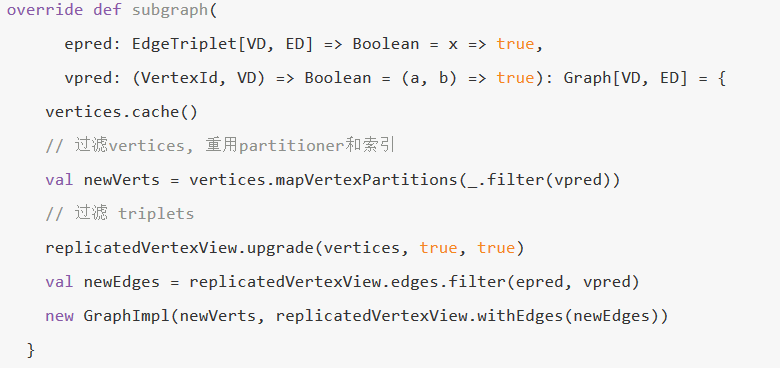 override def subgraph(
epred: EdgeTriplet[VD, ED] => Boolean = x => true,
vpred: (VertexId, VD) => Boolean = (a, b) => true): Graph[VD, ED] = {
vertices.cache()
// 过滤vertices, 重用partitioner和索引
val newVerts = vertices.mapVertexPartitions(_.filter(vpred))
// 过滤 triplets
replicatedVertexView.upgrade(vertices, true, true)
val newEdges = replicatedVertexView.edges.filter(epred, vpred)
new GraphImpl(newVerts, replicatedVertexView.withEdges(newEdges))
}